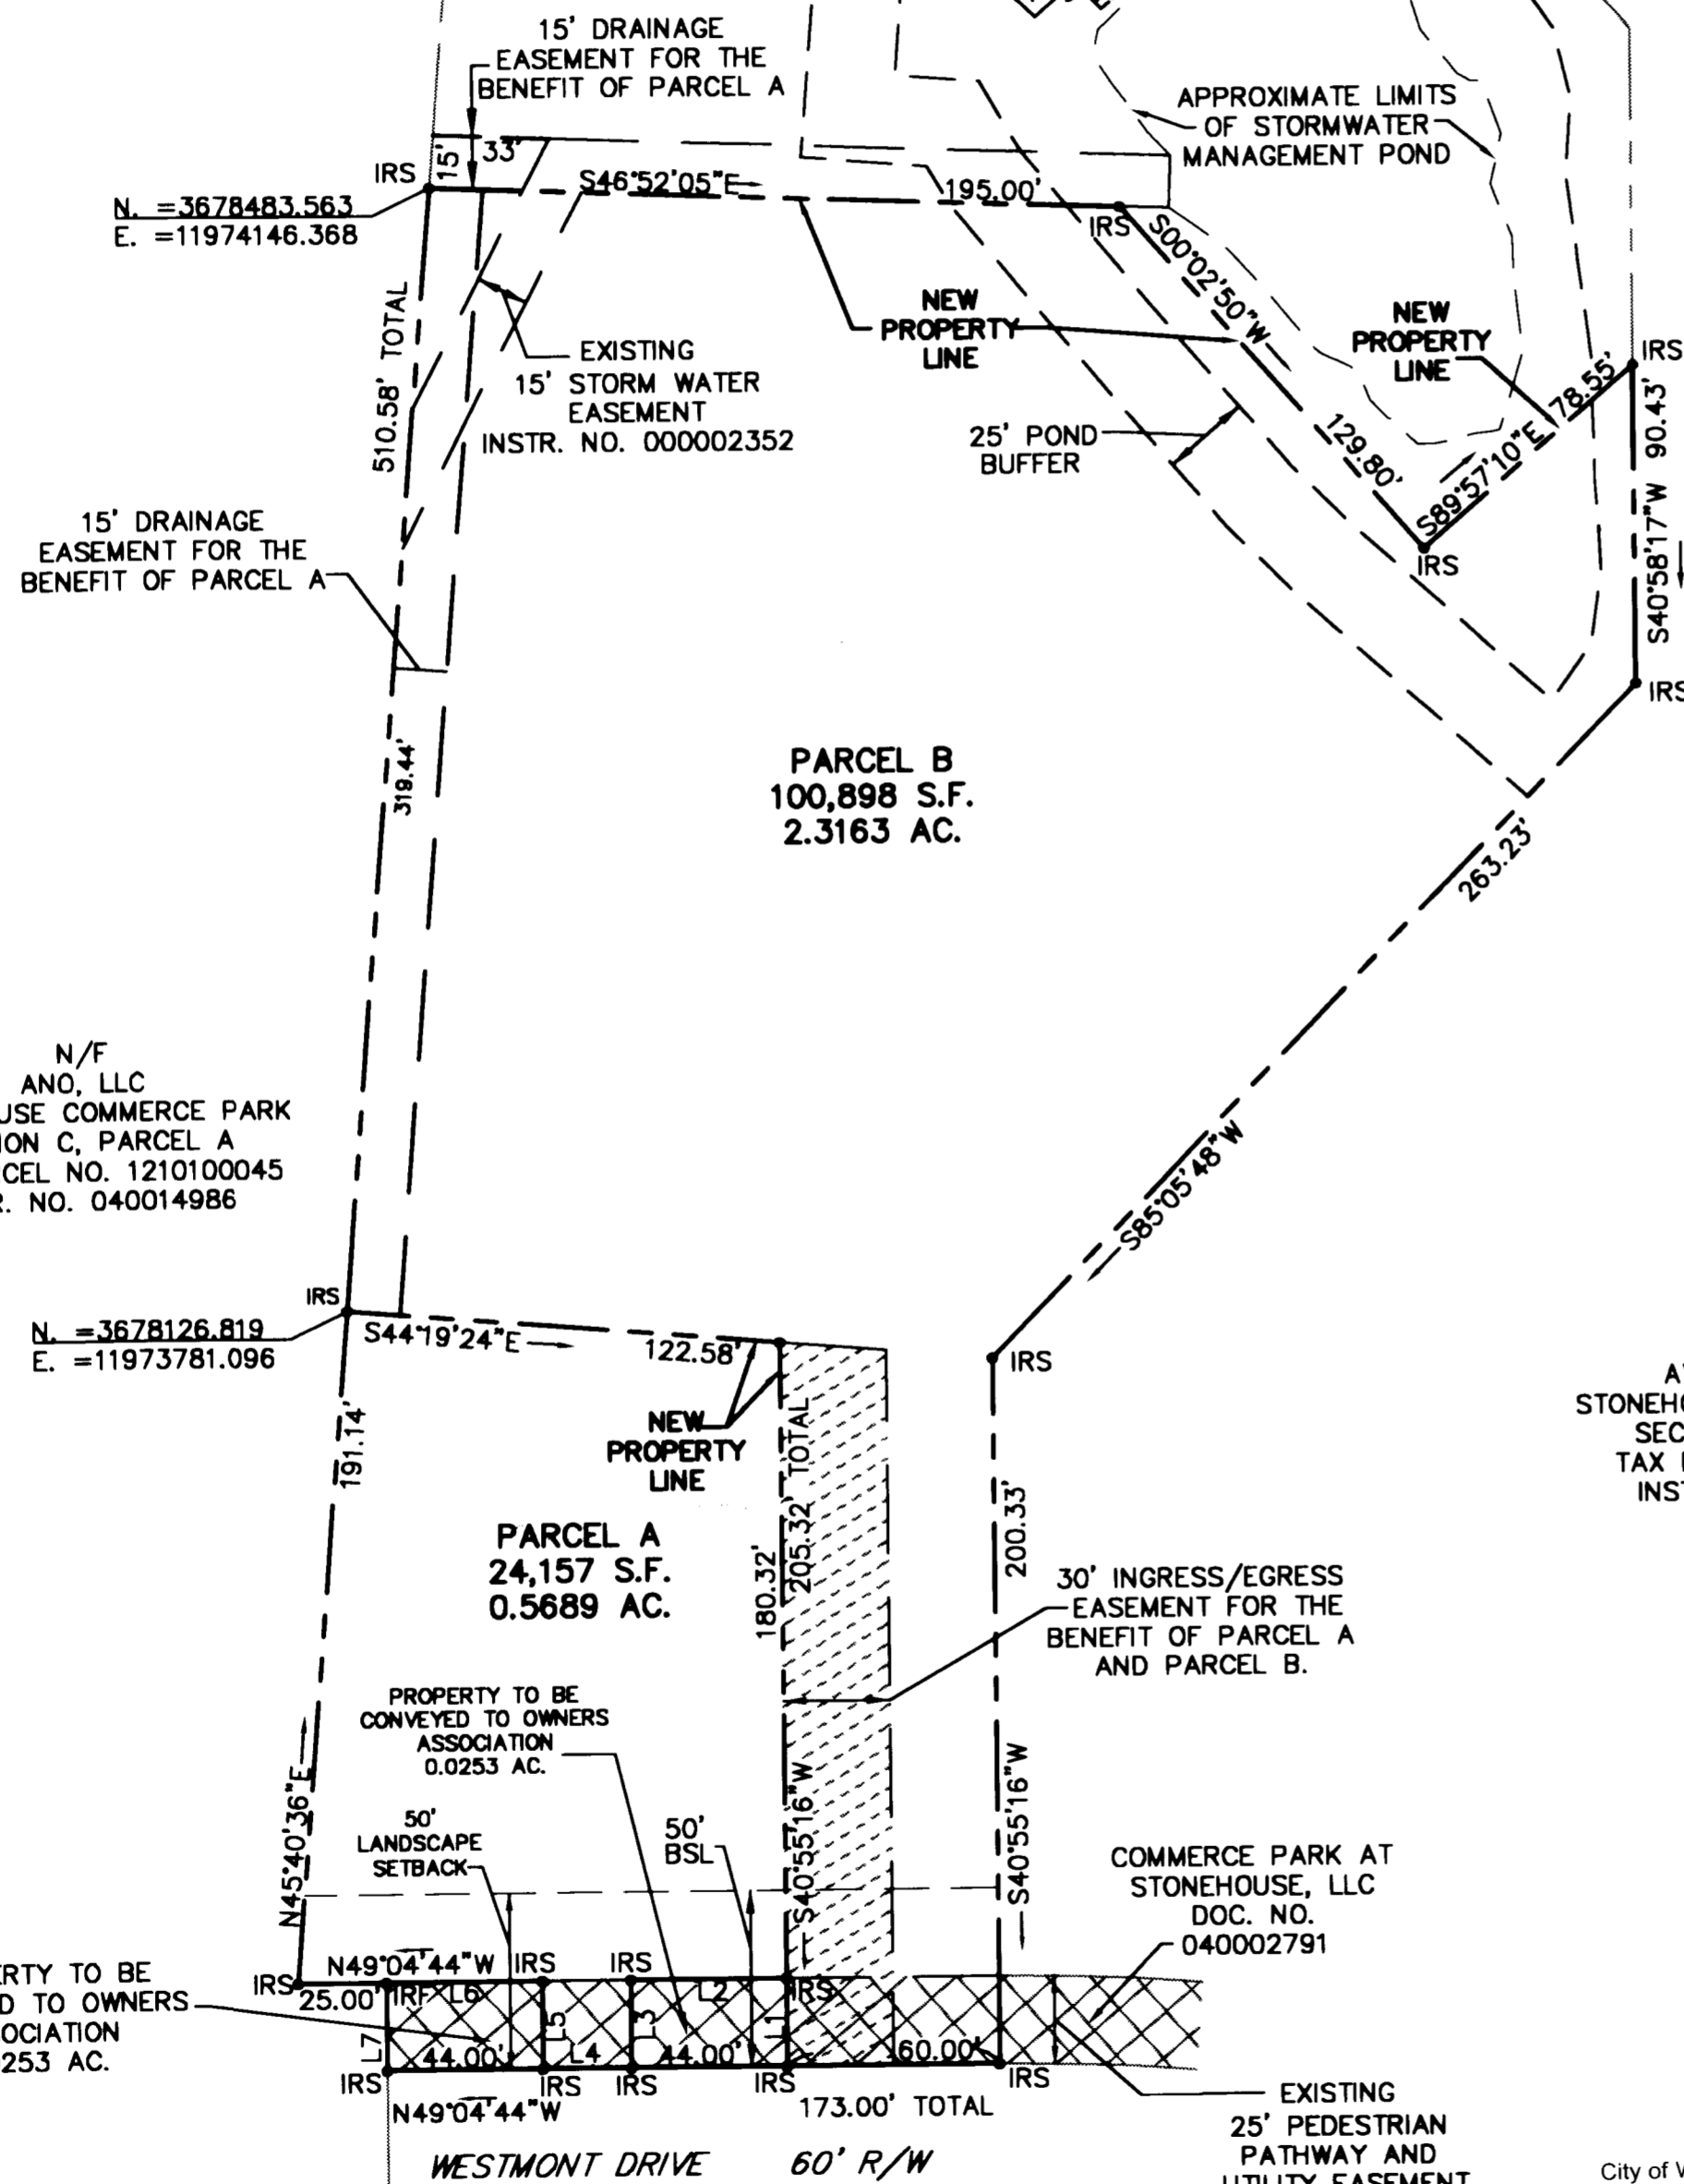 15' DRAINAGE
EASEMENT FOR THE
BENEFIT OF PARCEL A
APPROXIMATE LIMITS
OF STORMWATER
MANAGEMENT POND
15'
33'
IRS
S46°52'05"E
195.00'
IRS
N. =3678483.563
E. =11974146.368
S00°02'50"W
129.80'
NEW
PROPERTY
LINE
NEW
PROPERTY
LINE
78.55'
IRS
S89°57'10"E
IRS
90.43'
S40°58'17"W
IRS
510.58' TOTAL
EXISTING
15' STORM WATER
EASEMENT
INSTR. NO. 000002352
25' POND
BUFFER
15' DRAINAGE
EASEMENT FOR THE
BENEFIT OF PARCEL A
319.44'
PARCEL B
100,898 S.F.
2.3163 AC.
263.23'
S85°05'48"W
N/F
ANO, LLC
USE COMMERCE PARK
ION C, PARCEL A
CEL NO. 1210100045
R. NO. 040014986
IRS
N. =3678126.819
E. =11973781.096
S44°19'24"E
122.58'
IRS
NEW
PROPERTY
LINE
191.14'
205.32' TOTAL
180.32'
200.33'
STONEH
SEC
TAX
INS
PARCEL A
24,157 S.F.
0.5689 AC.
30' INGRESS/EGRESS
EASEMENT FOR THE
BENEFIT OF PARCEL A
AND PARCEL B.
PROPERTY TO BE
CONVEYED TO OWNERS
ASSOCIATION
0.0253 AC.
N45°40'36"E
50'
LANDSCAPE
SETBACK
50'
BSL
S40°55'16"W
S40°55'16"W
COMMERCE PARK AT
STONEHOUSE, LLC
DOC. NO.
040002791
ERTY TO BE
D TO OWNERS
OCIATION
253 AC.
N49°04'44"W
IRS
IRS
IRS
25.00'
IRF
L6
L2
IRS
L7
L5
L3
L1
44.00'
L4
44.00'
60.00'
IRS
IRS
IRS
IRS
IRS
N49°04'44"W
173.00' TOTAL
EXISTING
25' PEDESTRIAN
PATHWAY AND
UTILITY EASEMENT
WESTMONT DRIVE 60' R/W
City of